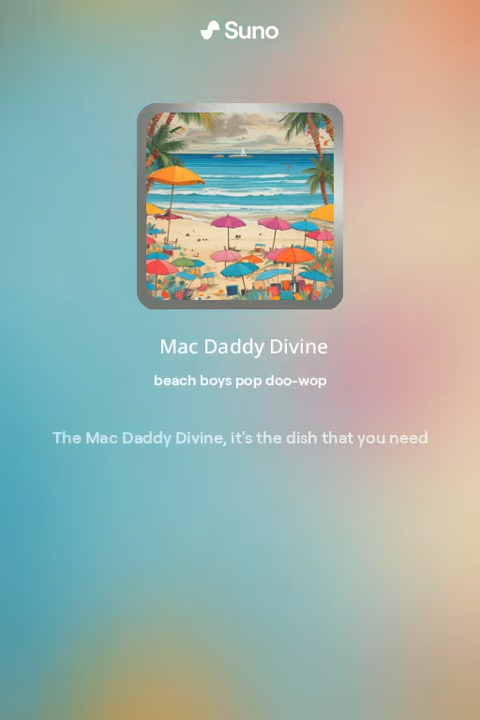 Suno
Mac Daddy Divine
beach boys pop doo-wop
The Mac Daddy Divine, it's the dish that you need